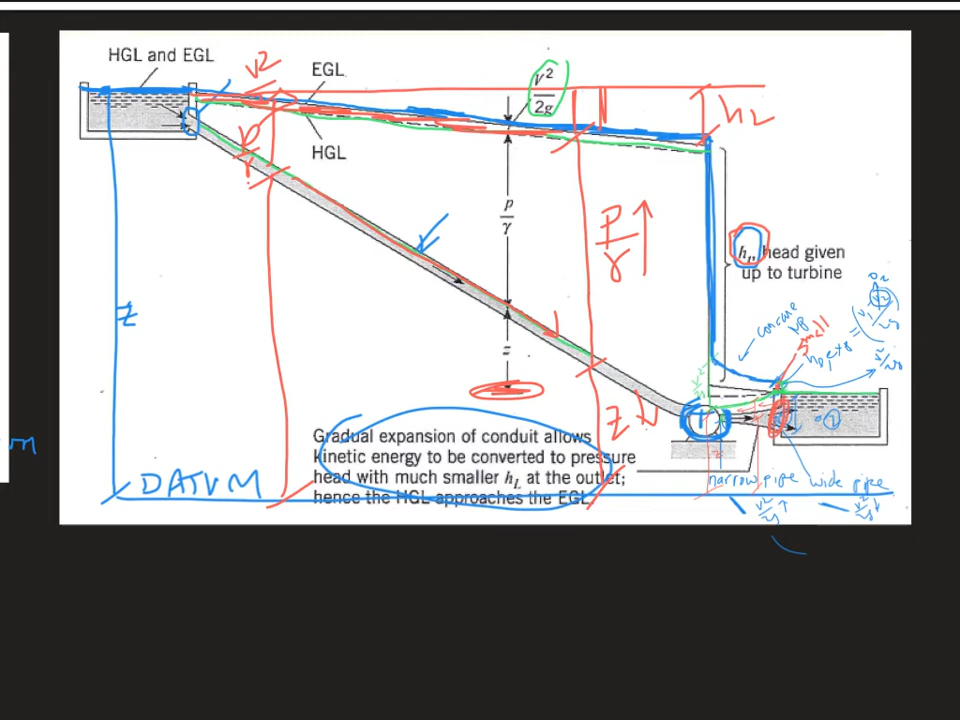 HGL and EGL
EGL
V²
2g
HGL
V²
P
r
hL
P
γ
P
γ
hp, head given
up to turbine
z
z
z
concave
up
small
Gradual expansion of conduit allows
kinetic energy to be converted to pressure
head with much smaller hL at the outlet;
hence the HGL approaches the EGL
DATUM
narrow pipe
wide pipe
m